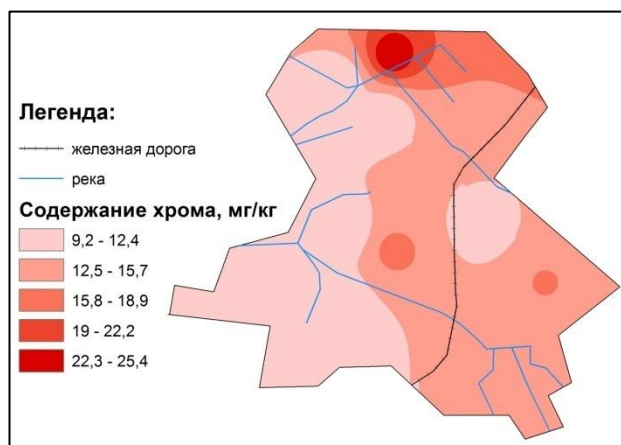 Легенда:
железная дорога
река
Содержание хрома, мг/кг
9,2 - 12,4
12,5 - 15,7
15,8 - 18,9
19 - 22,2
22,3 - 25,4